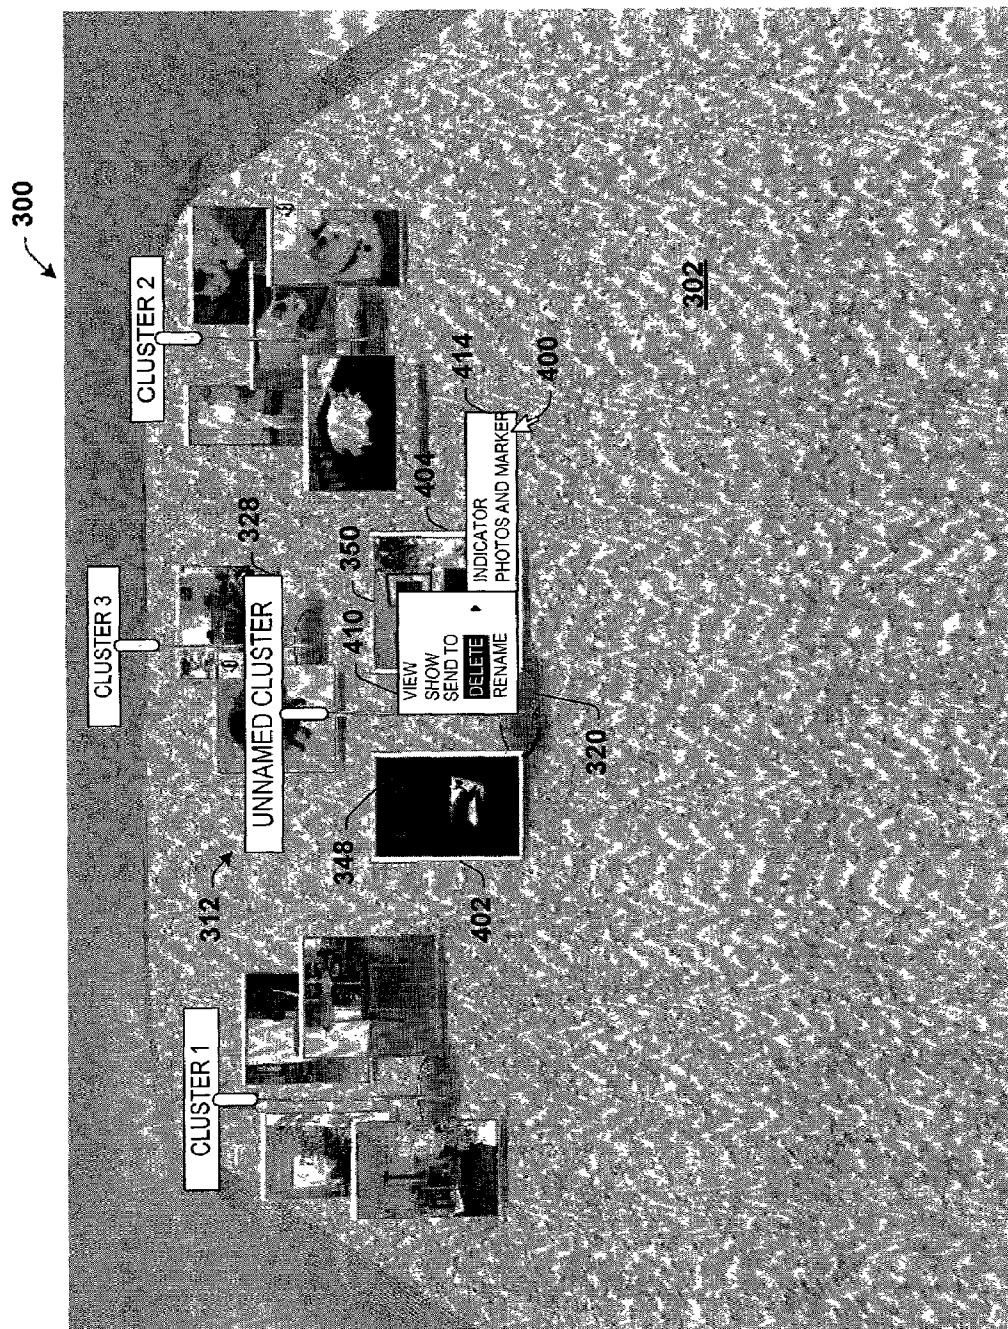 300
CLUSTER 3
CLUSTER 2
CLUSTER 1
312
UNNAMED CLUSTER
328
348
410
350
404
414
400
VIEW
SHOW
SEND TO
DELETE
RENAME
INDICATOR
PHOTOS AND MARKER
402
320
302